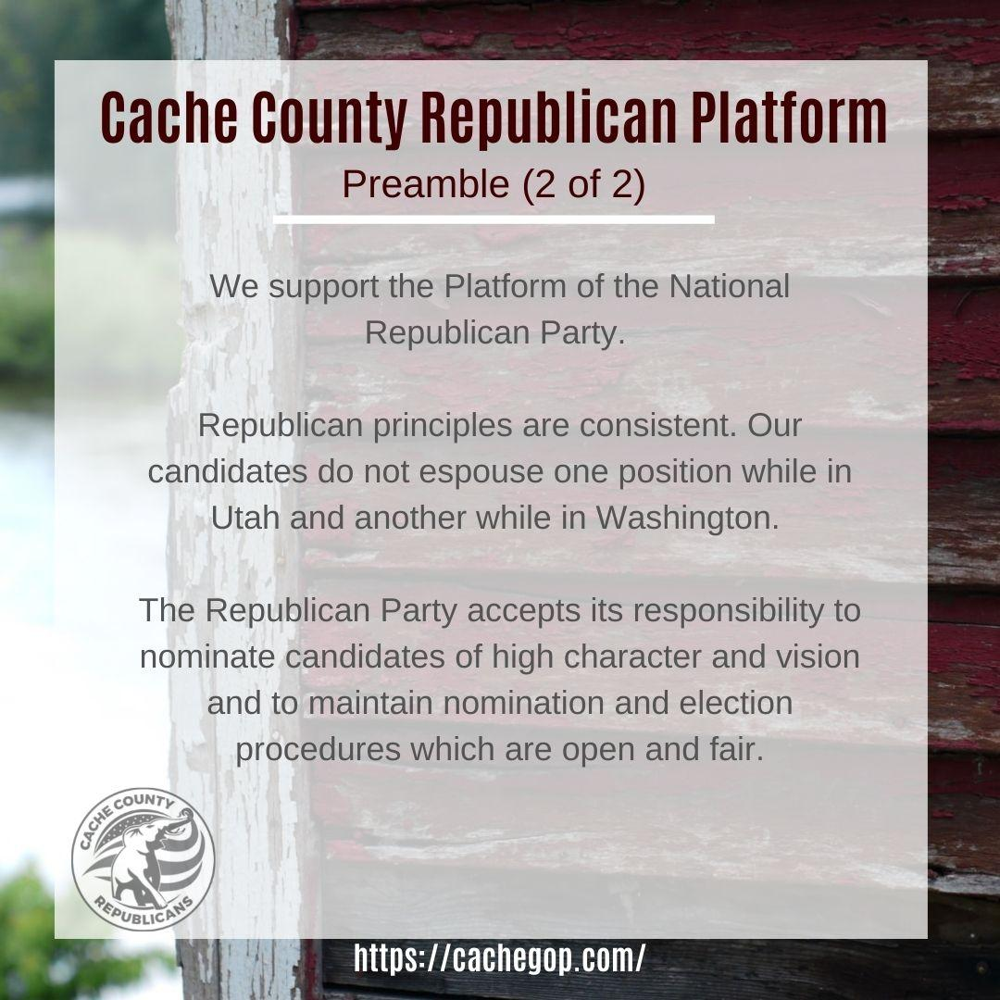 Cache County Republican Platform
Preamble (2 of 2)
We support the Platform of the National
Republican Party.
Republican principles are consistent. Our
candidates do not espouse one position while in
Utah and another while in Washington.
The Republican Party accepts its responsibility to
nominate candidates of high character and vision
and to maintain nomination and election
procedures which are open and fair.
CACHE COUNTY
REPUBLICANS
https://cachegop.com/